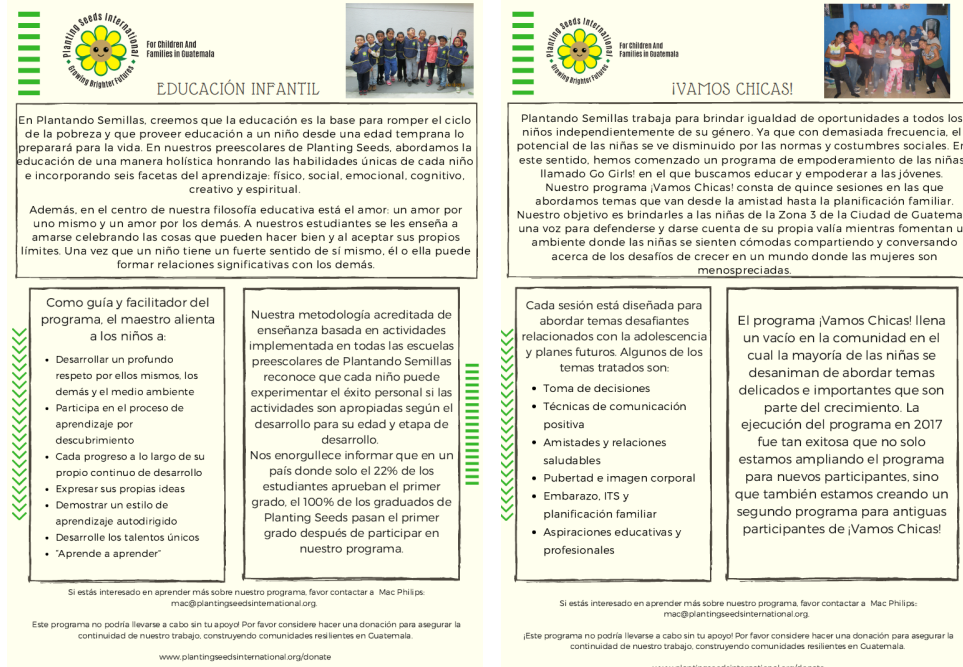 Planting Seeds International
Growing Brighter Futures
For Children And
Families in Guatemala
EDUCACIÓN INFANTIL
En Plantando Semillas, creemos que la educación es la base para romper el ciclo
de la pobreza y que proveer educación a un niño desde una edad temprana lo
preparará para la vida. En nuestros preescolares de Planting Seeds, abordamos la
educación de una manera holística honrando las habilidades únicas de cada niño
e incorporando seis facetas del aprendizaje: físico, social, emocional, cognitivo,
creativo y espiritual.
Además, en el centro de nuestra filosofía educativa está el amor: un amor por
uno mismo y un amor por los demás. A nuestros estudiantes se les enseña a
amarse celebrando las cosas que pueden hacer bien y al aceptar sus propios
límites. Una vez que un niño tiene un fuerte sentido de sí mismo, él o ella puede
formar relaciones significativas con los demás.
Como guía y facilitador del
programa, el maestro alienta
a los niños a:
• Desarrollar un profundo
respeto por ellos mismos, los
demás y el medio ambiente
• Participa en el proceso de
aprendizaje por
descubrimiento
• Cada progreso a lo largo de su
propio continuo de desarrollo
• Expresar sus propias ideas
• Demostrar un estilo de
aprendizaje autodirigido
• Desarrolle los talentos únicos
• "Aprende a aprender"
Nuestra metodología acreditada de
enseñanza basada en actividades
implementada en todas las escuelas
preescolares de Plantando Semillas
reconoce que cada niño puede
experimentar el éxito personal si las
actividades son apropiadas según el
desarrollo para su edad y etapa de
desarrollo.
Nos enorgullece informar que en un
país donde solo el 22% de los
estudiantes aprueban el primer
grado, el 100% de los graduados de
Planting Seeds pasan el primer
grado después de participar en
nuestro programa.
Si estás interesado en aprender más sobre nuestro programa, favor contactar a Mac Philips:
mac@plantingseedsinternational.org.
Este programa no podría llevarse a cabo sin tu apoyo! Por favor considere hacer una donación para asegurar la
continuidad de nuestro trabajo, construyendo comunidades resilientes en Guatemala.
www.plantingseedsinternational.org/donate
Planting Seeds International
Growing Brighter Futures
For Children And
Families in Guatemala
¡VAMOS CHICAS!
Plantando Semillas trabaja para brindar igualdad de oportunidades a todos los
niños independientemente de su género. Ya que con demasiada frecuencia, el
potencial de las niñas se ve disminuido por las normas y costumbres sociales. En
este sentido, hemos comenzado un programa de empoderamiento de las niñas
llamado Go Girls! en el que buscamos educar y empoderar a las jóvenes.
Nuestro programa ¡Vamos Chicas! consta de quince sesiones en las que
abordamos temas que van desde la amistad hasta la planificación familiar.
Nuestro objetivo es brindarles a las niñas de la Zona 3 de la Ciudad de Guatema
una voz para defenderse y darse cuenta de su propia valía mientras fomentan u
ambiente donde las niñas se sienten cómodas compartiendo y conversando
acerca de los desafíos de crecer en un mundo donde las mujeres son
menospreciadas.
Cada sesión está diseñada para
abordar temas desafiantes
relacionados con la adolescencia
y planes futuros. Algunos de los
temas tratados son:
• Toma de decisiones
• Técnicas de comunicación
positiva
• Amistades y relaciones
saludables
• Pubertad e imagen corporal
• Embarazo, ITS y
planificación familiar
• Aspiraciones educativas y
profesionales
El programa ¡Vamos Chicas! llena
un vacío en la comunidad en el
cual la mayoría de las niñas se
desaniman de abordar temas
delicados e importantes que son
parte del crecimiento. La
ejecución del programa en 2017
fue tan exitosa que no solo
estamos ampliando el programa
para nuevos participantes, sino
que también estamos creando un
segundo programa para antiguas
participantes de ¡Vamos Chicas!
Si estás interesado en aprender más sobre nuestro programa, favor contactar a Mac Philips:
mac@plantingseedsinternational.org.
¡Este programa no podría llevarse a cabo sin tu apoyo! Por favor considere hacer una donación para asegurar la
continuidad de nuestro trabajo, construyendo comunidades resilientes en Guatemala.
www.plantingseedsinternational.org/donate